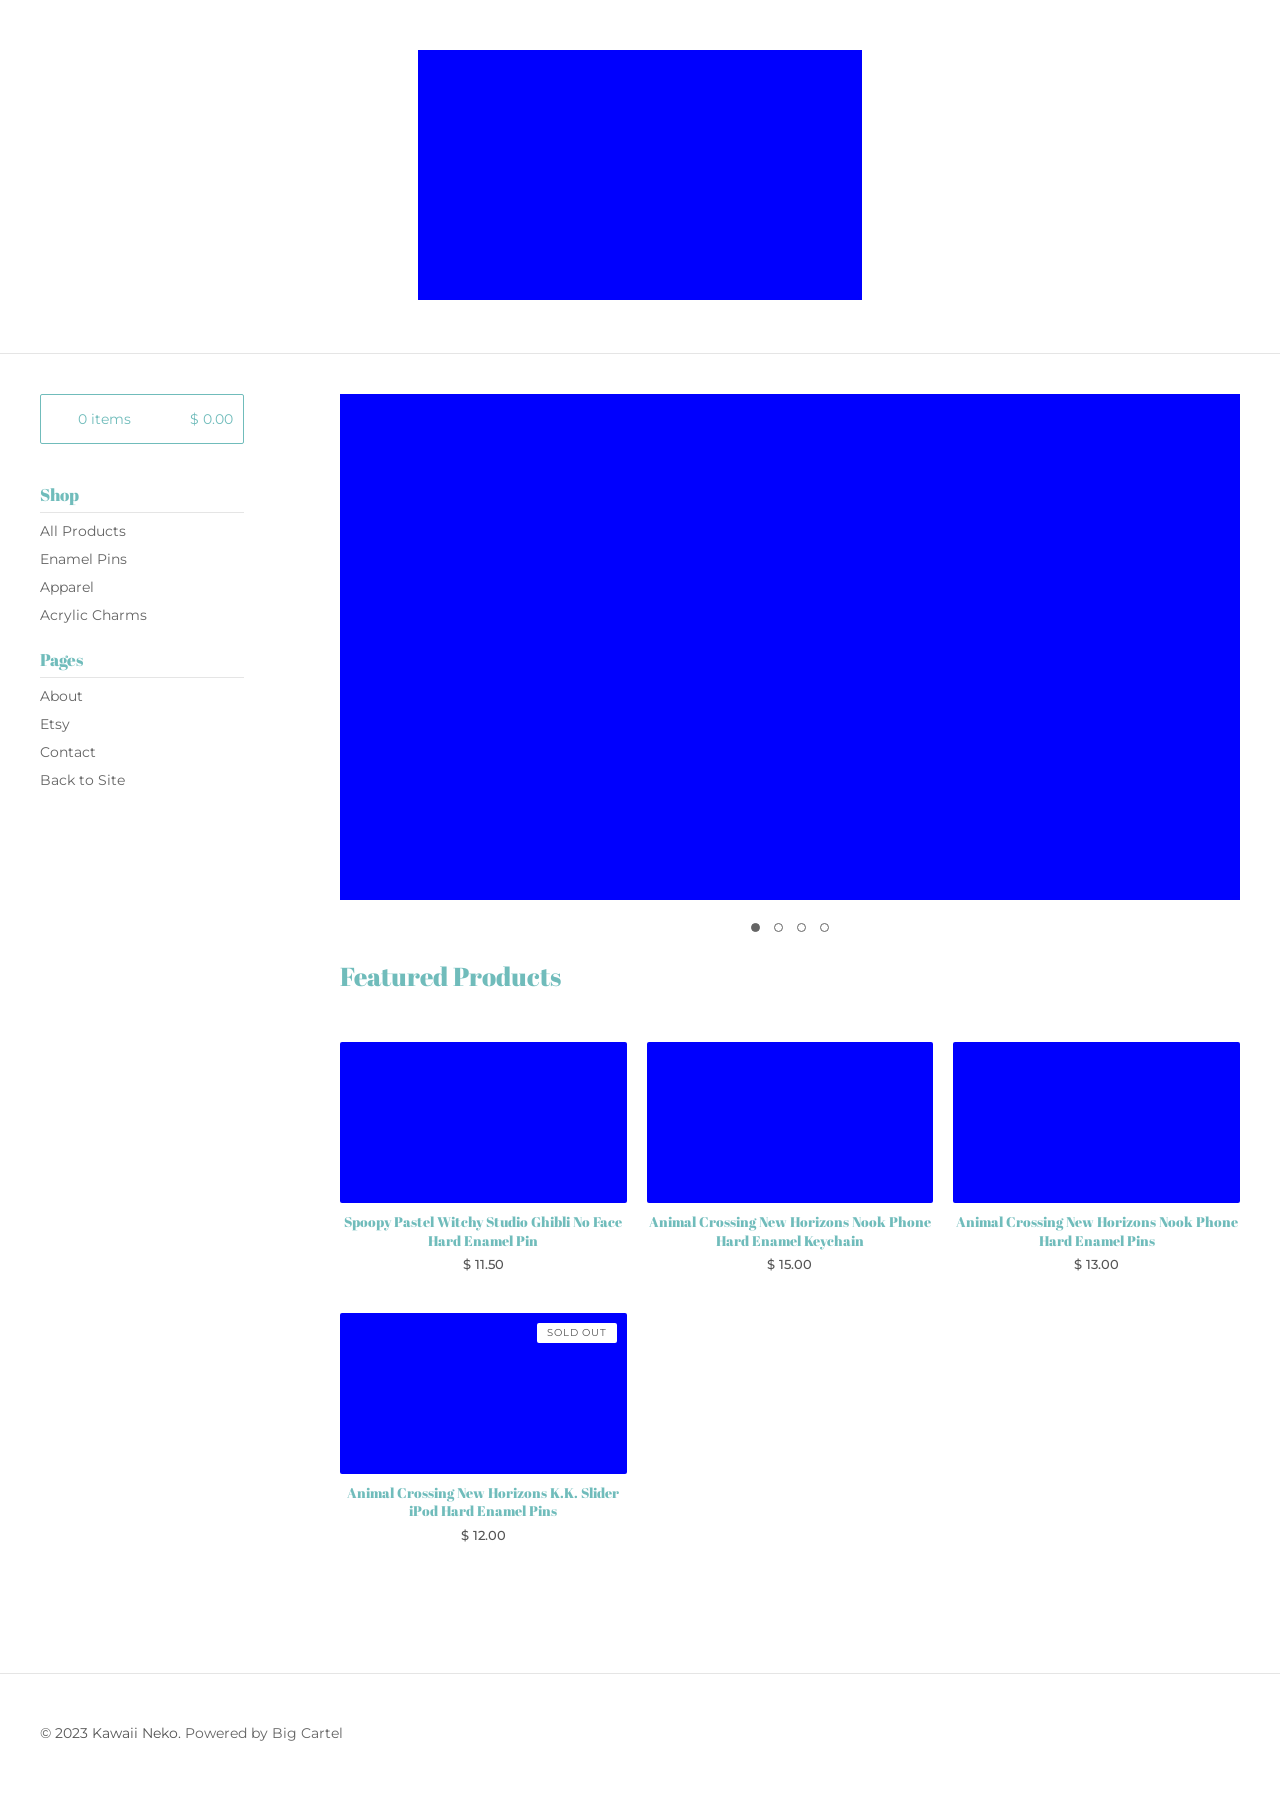 0 items $ 0.00
Shop
All Products
Enamel Pins
Apparel
Acrylic Charms
Pages
About
Etsy
Contact
Back to Site
Featured Products
Spoopy Pastel Witchy Studio Ghibli No Face
Hard Enamel Pin
$ 11.50
Animal Crossing New Horizons Nook Phone
Hard Enamel Keychain
$ 15.00
Animal Crossing New Horizons Nook Phone
Hard Enamel Pins
$ 13.00
SOLD OUT
Animal Crossing New Horizons K.K. Slider
iPod Hard Enamel Pins
$ 12.00
© 2023 Kawaii Neko. Powered by Big Cartel